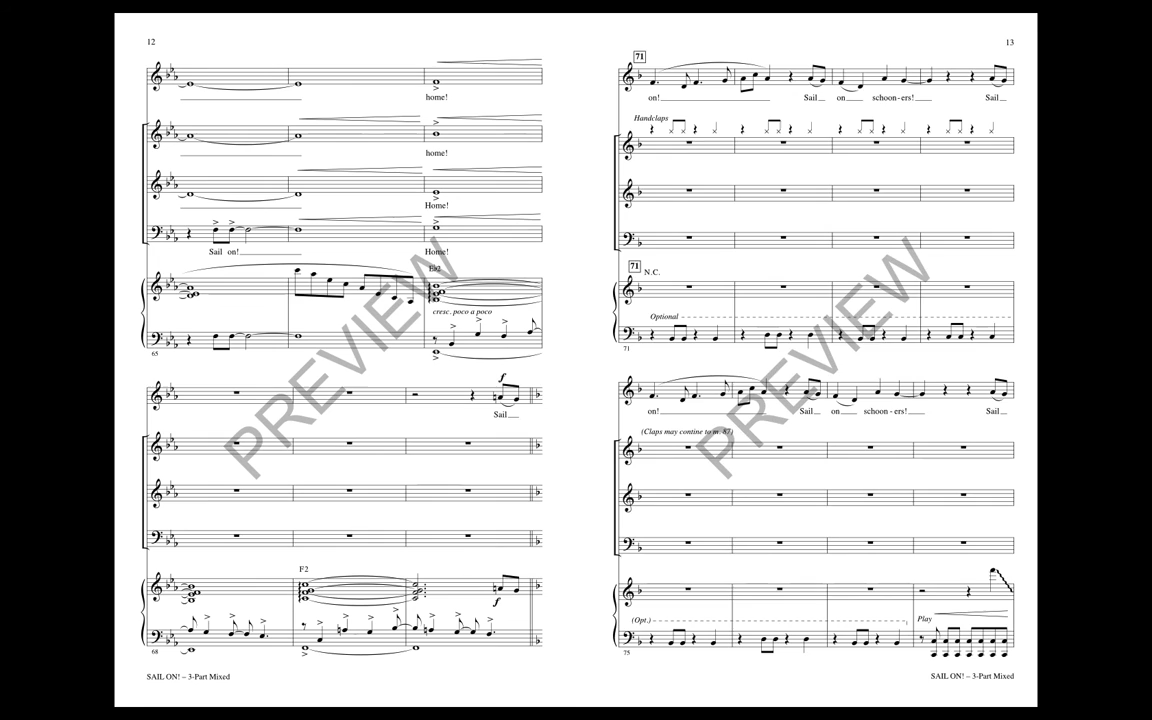 12
home!
home!
Home!
Sail on!
Home!
E♭2
cresc. poco a poco
65
f
Sail
F2
f
68
SAIL ON! – 3-Part Mixed
PREVIEW
13
71
on! Sail on schoon-ers! Sail
Handclaps
71 N.C.
Optional
71
on! Sail on schoon-ers! Sail
(Claps may contine to m. 87)
(Opt.) Play
75
SAIL ON! – 3-Part Mixed
PREVIEW